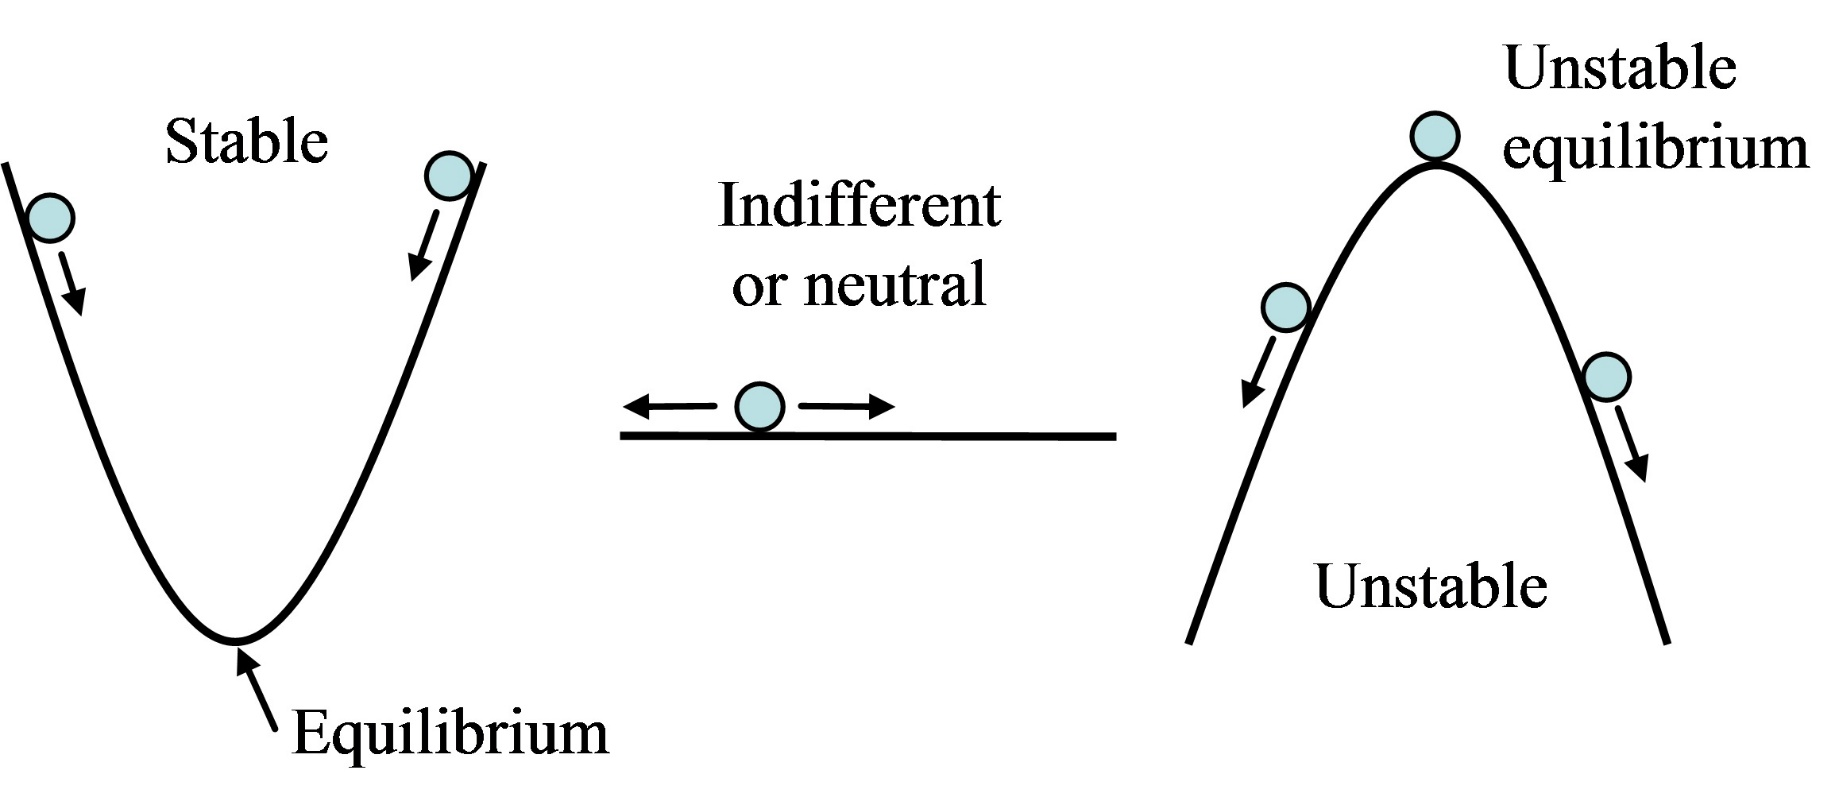 Stable
Equilibrium
Indifferent
or neutral
Unstable
equilibrium
Unstable